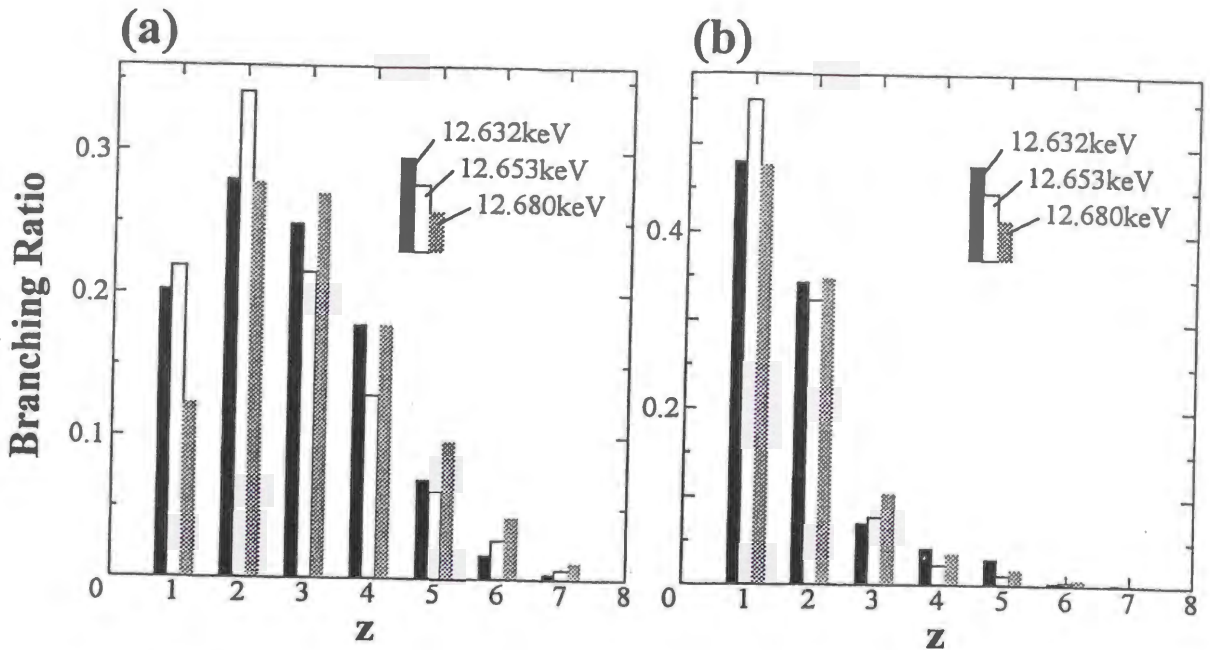 (a)
(b)
12.632keV
12.653keV
12.680keV
12.632keV
12.653keV
12.680keV
Branching Ratio
0.3
0.2
0.1
0
1 2 3 4 5 6 7 8
z
0.4
0.2
0
0 1 2 3 4 5 6 7 8
z